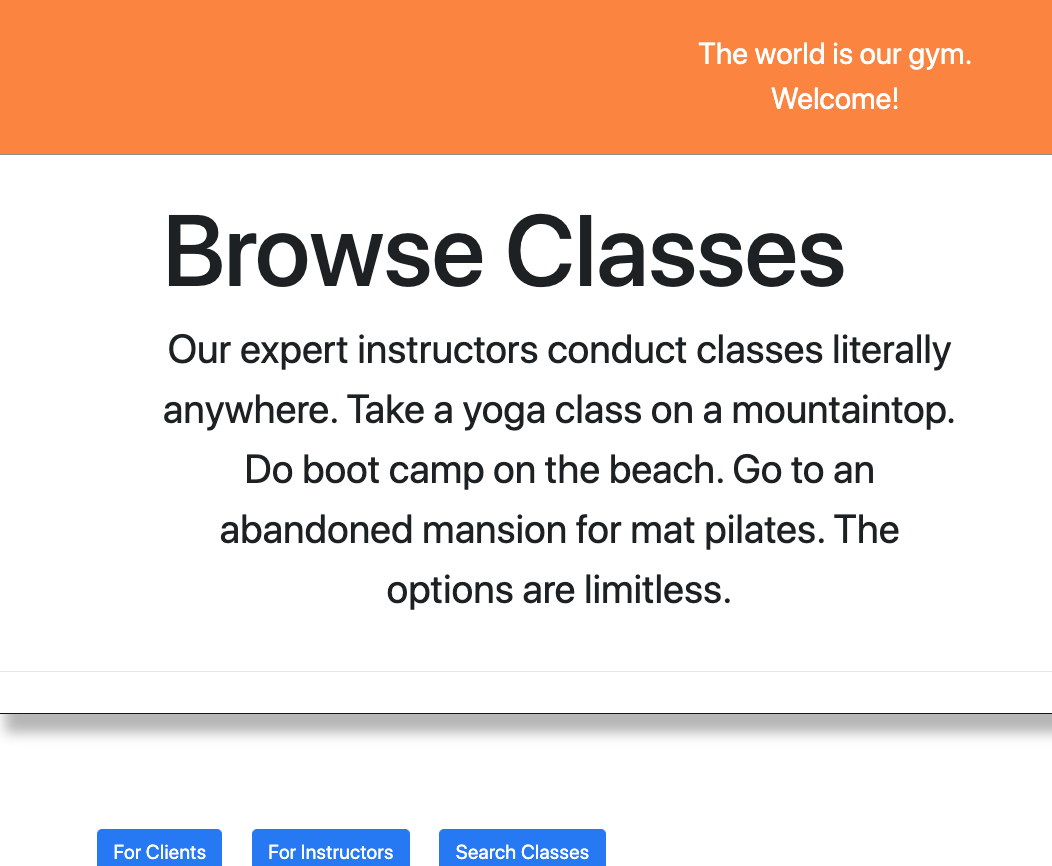 The world is our gym.
Welcome!
Browse Classes
Our expert instructors conduct classes literally
anywhere. Take a yoga class on a mountaintop.
Do boot camp on the beach. Go to an
abandoned mansion for mat pilates. The
options are limitless.
For Clients
For Instructors
Search Classes